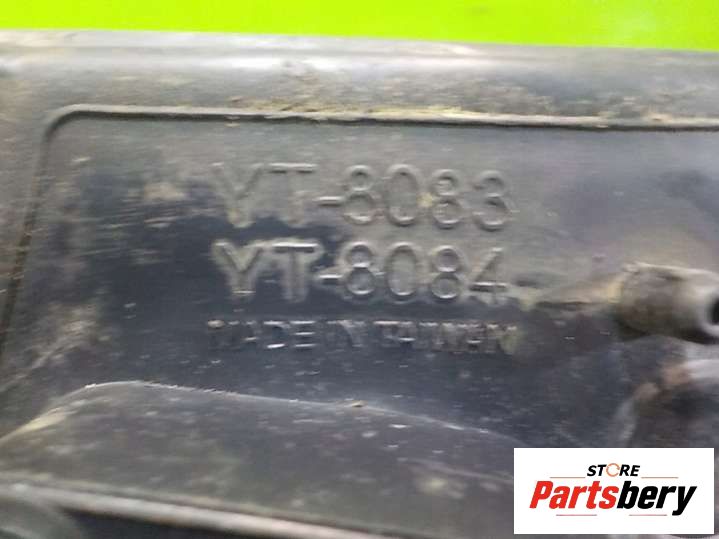 YT-8083
YT-8084
MADE IN TAIWAN
STORE
Partsbery